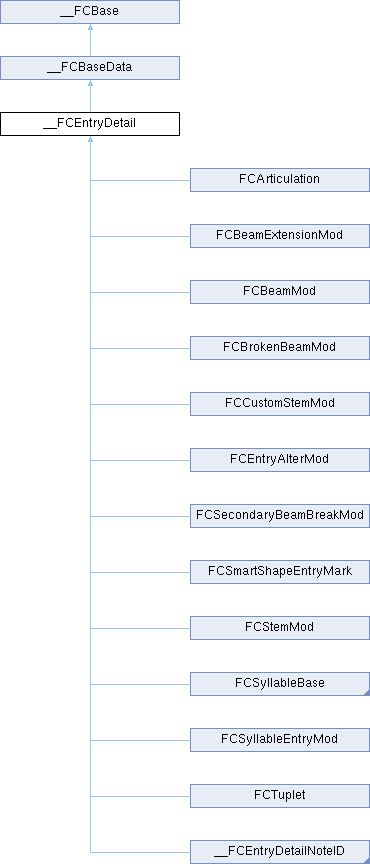 __FCBase
__FCBaseData
__FCEntryDetail
FCArticulation
FCBeamExtensionMod
FCBeamMod
FCBrokenBeamMod
FCCustomStemMod
FCEntryAlterMod
FCSecondaryBeamBreakMod
FCSmartShapeEntryMark
FCStemMod
FCSyllableBase
FCSyllableEntryMod
FCTuplet
__FCEntryDetailNoteID